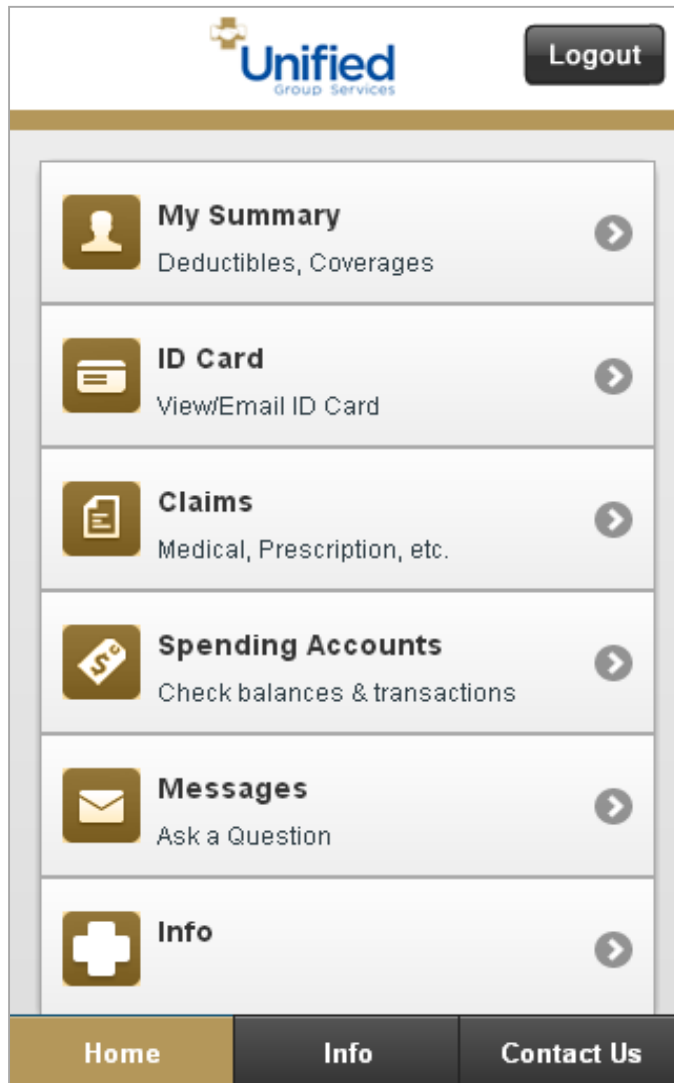 Unified
Group Services
Logout
My Summary
Deductibles, Coverages
ID Card
View/Email ID Card
Claims
Medical, Prescription, etc.
Spending Accounts
Check balances & transactions
Messages
Ask a Question
Info
Home
Info
Contact Us